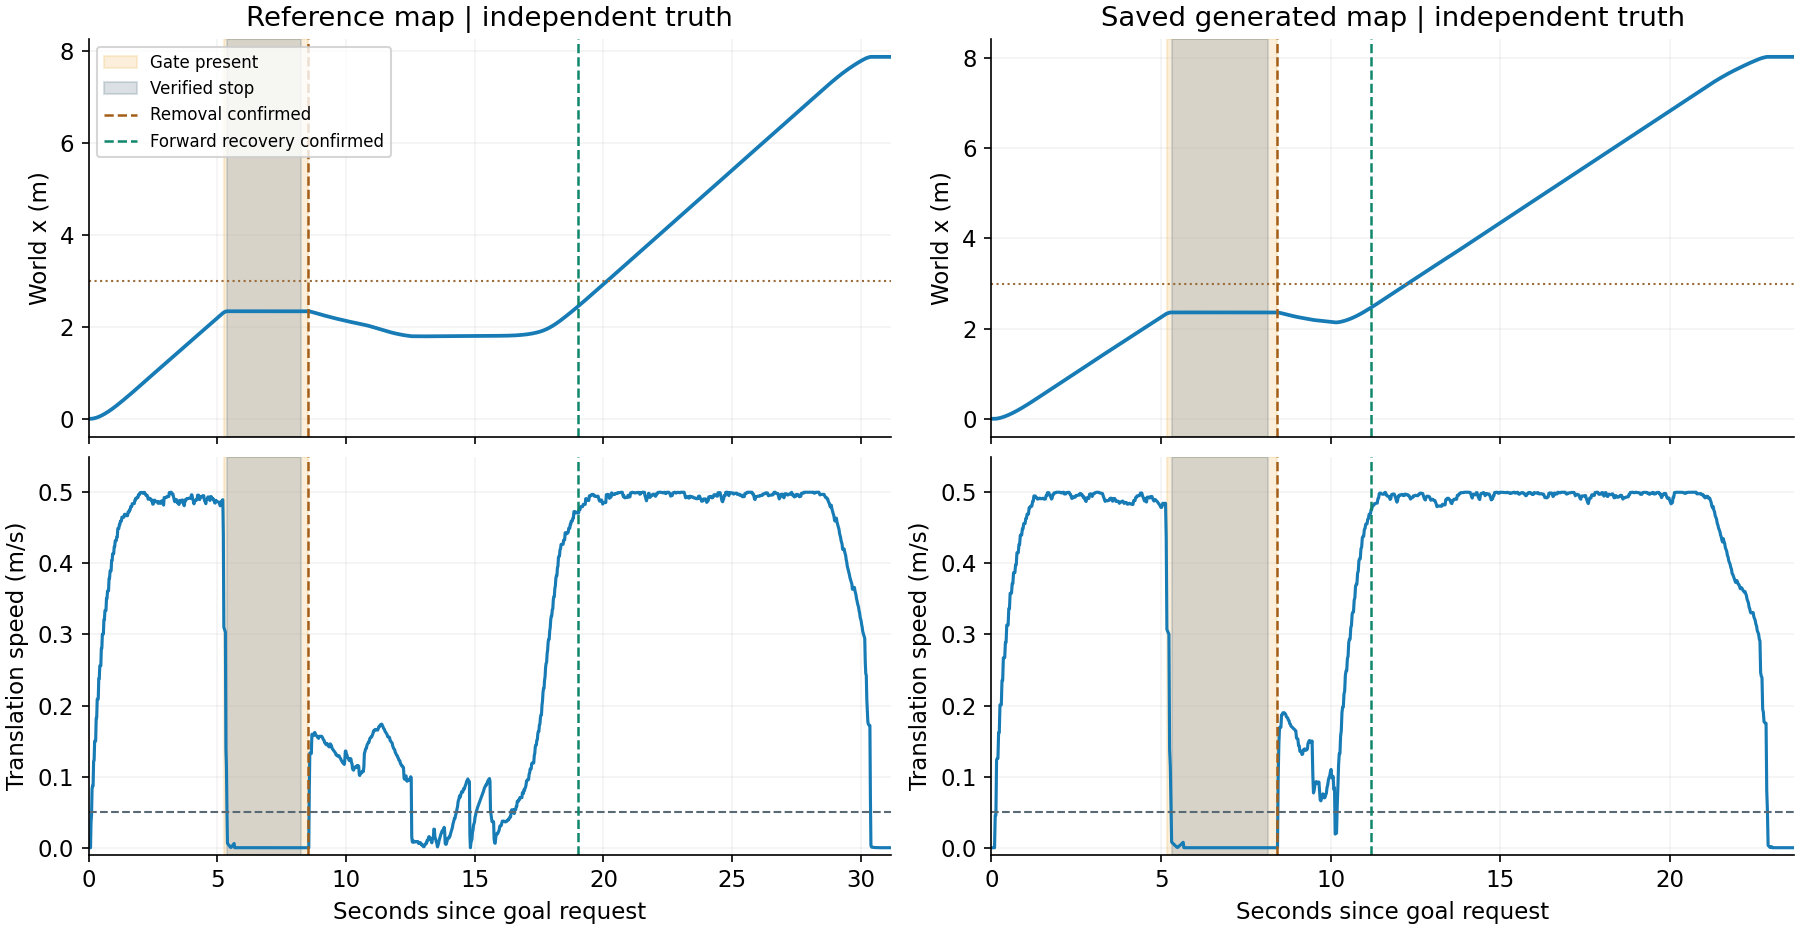 Reference map | independent truth
Gate present
Verified stop
Removal confirmed
Forward recovery confirmed
World x (m)
8
6
4
2
0
Saved generated map | independent truth
World x (m)
8
6
4
2
0
Translation speed (m/s)
0.5
0.4
0.3
0.2
0.1
0.0
0 5 10 15 20 25 30
Seconds since goal request
Translation speed (m/s)
0.5
0.4
0.3
0.2
0.1
0.0
0 5 10 15 20
Seconds since goal request